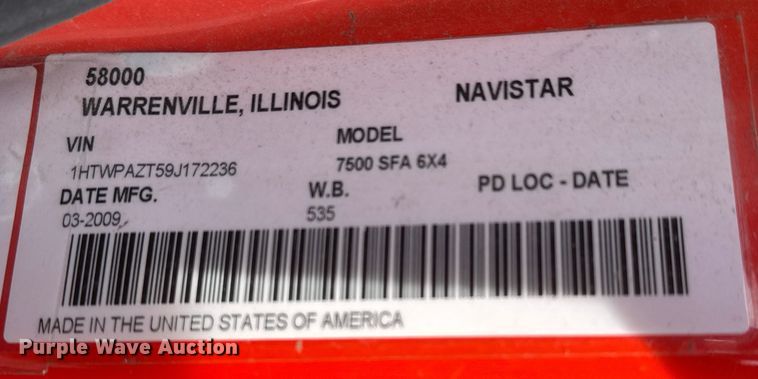 58000
WARRENVILLE, ILLINOIS NAVISTAR
VIN MODEL
1HTWPAZT59J172236 7500 SFA 6X4
DATE MFG. W.B. PD LOC - DATE
03-2009 535
MADE IN THE UNITED STATES OF AMERICA
Purple Wave Auction